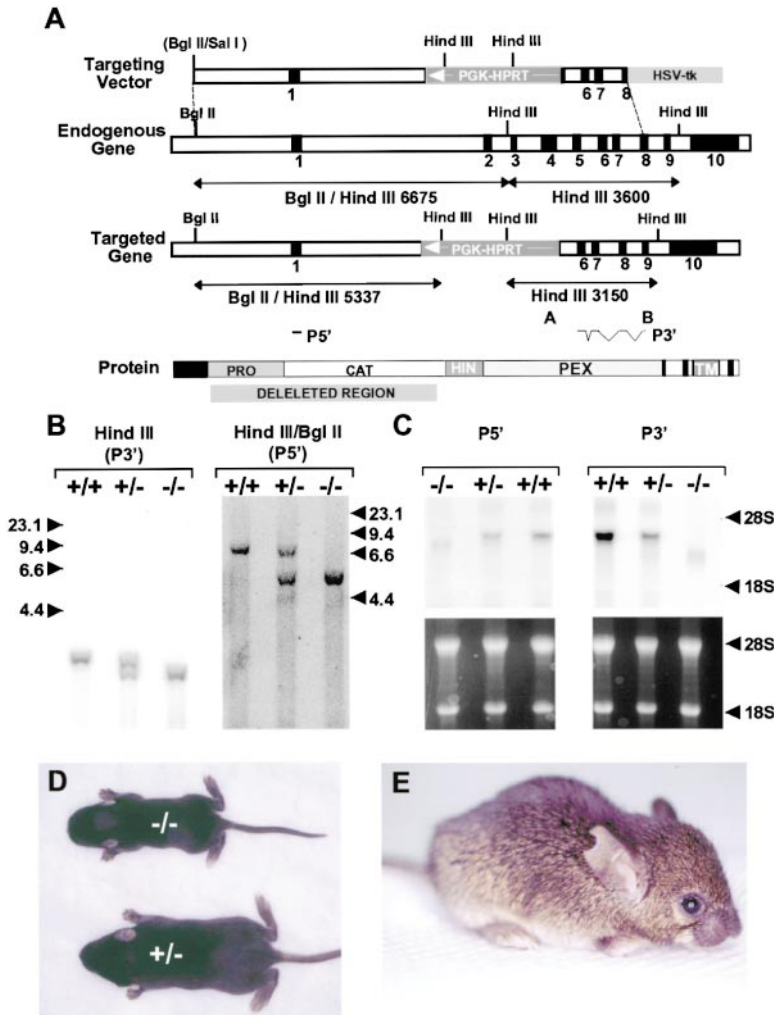 A
(Bgl II/Sal I)
Hind III Hind III
Targeting Vector
PGK-HPRT
HSV-tk
1 6 7 8
Bgl II
Hind III
Hind III
Endogenous Gene
1 2 3 4 5 6 7 8 9 10
Bgl II / Hind III 6675
Hind III 3600
Bgl II
Hind III
Hind III
Hind III
Targeted Gene
PGK-HPRT
1 6 7 8 9 10
Bgl II / Hind III 5337
Hind III 3150
P5'
A B P3'
Protein
PRO CAT HIN PEX TM
DELELETED REGION
B
Hind III (P3')
Hind III/Bgl II (P5')
+/+ +/- -/-
+/+ +/- -/-
23.1
9.4
6.6
4.4
23.1
9.4
6.6
4.4
C
P5' P3'
-/- +/- +/+
+/+ +/- -/-
28S
18S
28S
18S
D
-/-
+/-
E